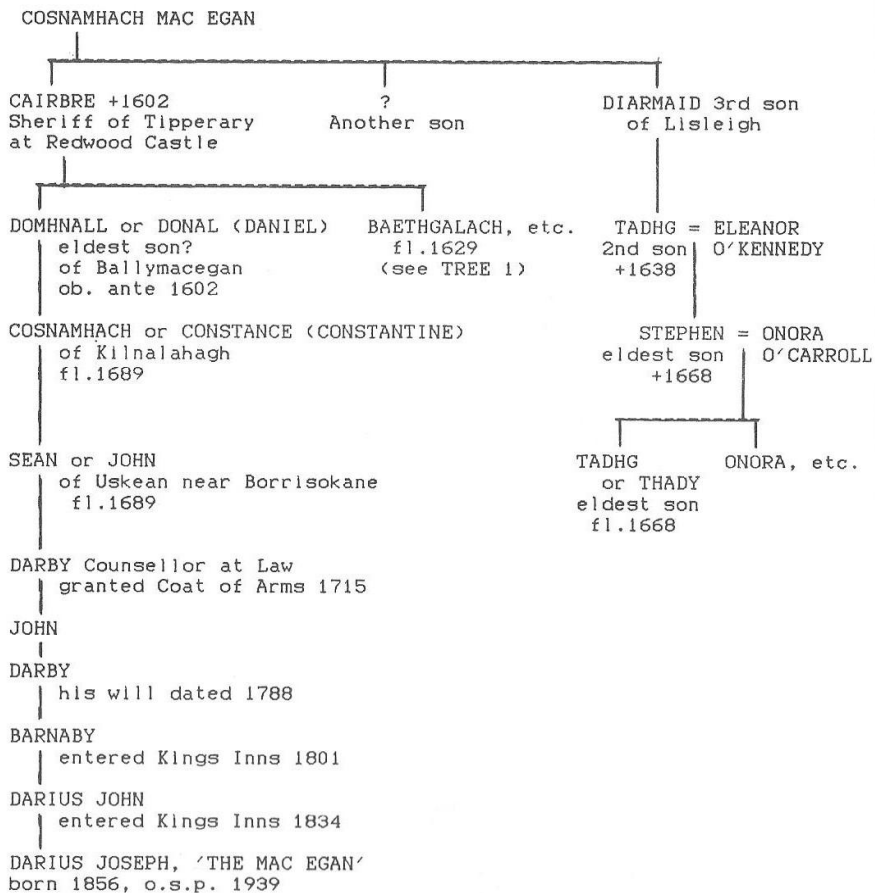 COSNAMHACH MAC EGAN
CAIRBRE +1602
Sheriff of Tipperary
at Redwood Castle
?
Another son
DIARMAID 3rd son
of Lisleigh
DOMHNALL or DONAL (DANIEL)
eldest son?
of Ballymacegan
ob. ante 1602
BAETHGALACH, etc.
fl.1629
(see TREE 1)
TADHG = ELEANOR
2nd son O'KENNEDY
+1638
COSNAMHACH or CONSTANCE (CONSTANTINE)
of Kilnalahagh
fl.1689
STEPHEN = ONORA
eldest son O'CARROLL
+1668
SEAN or JOHN
of Uskean near Borrisokane
fl.1689
TADHG
or THADY
eldest son
fl.1668
ONORA, etc.
DARBY Counsellor at Law
granted Coat of Arms 1715
JOHN
DARBY
his will dated 1788
BARNABY
entered Kings Inns 1801
DARIUS JOHN
entered Kings Inns 1834
DARIUS JOSEPH, 'THE MAC EGAN'
born 1856, o.s.p. 1939